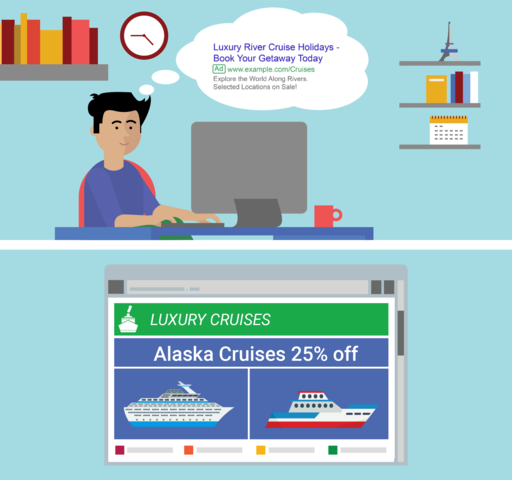 Luxury River Cruise Holidays -
Book Your Getaway Today
Ad www.example.com/Cruises
Explore the World Along Rivers.
Selected Locations on Sale!
LUXURY CRUISES
Alaska Cruises 25% off